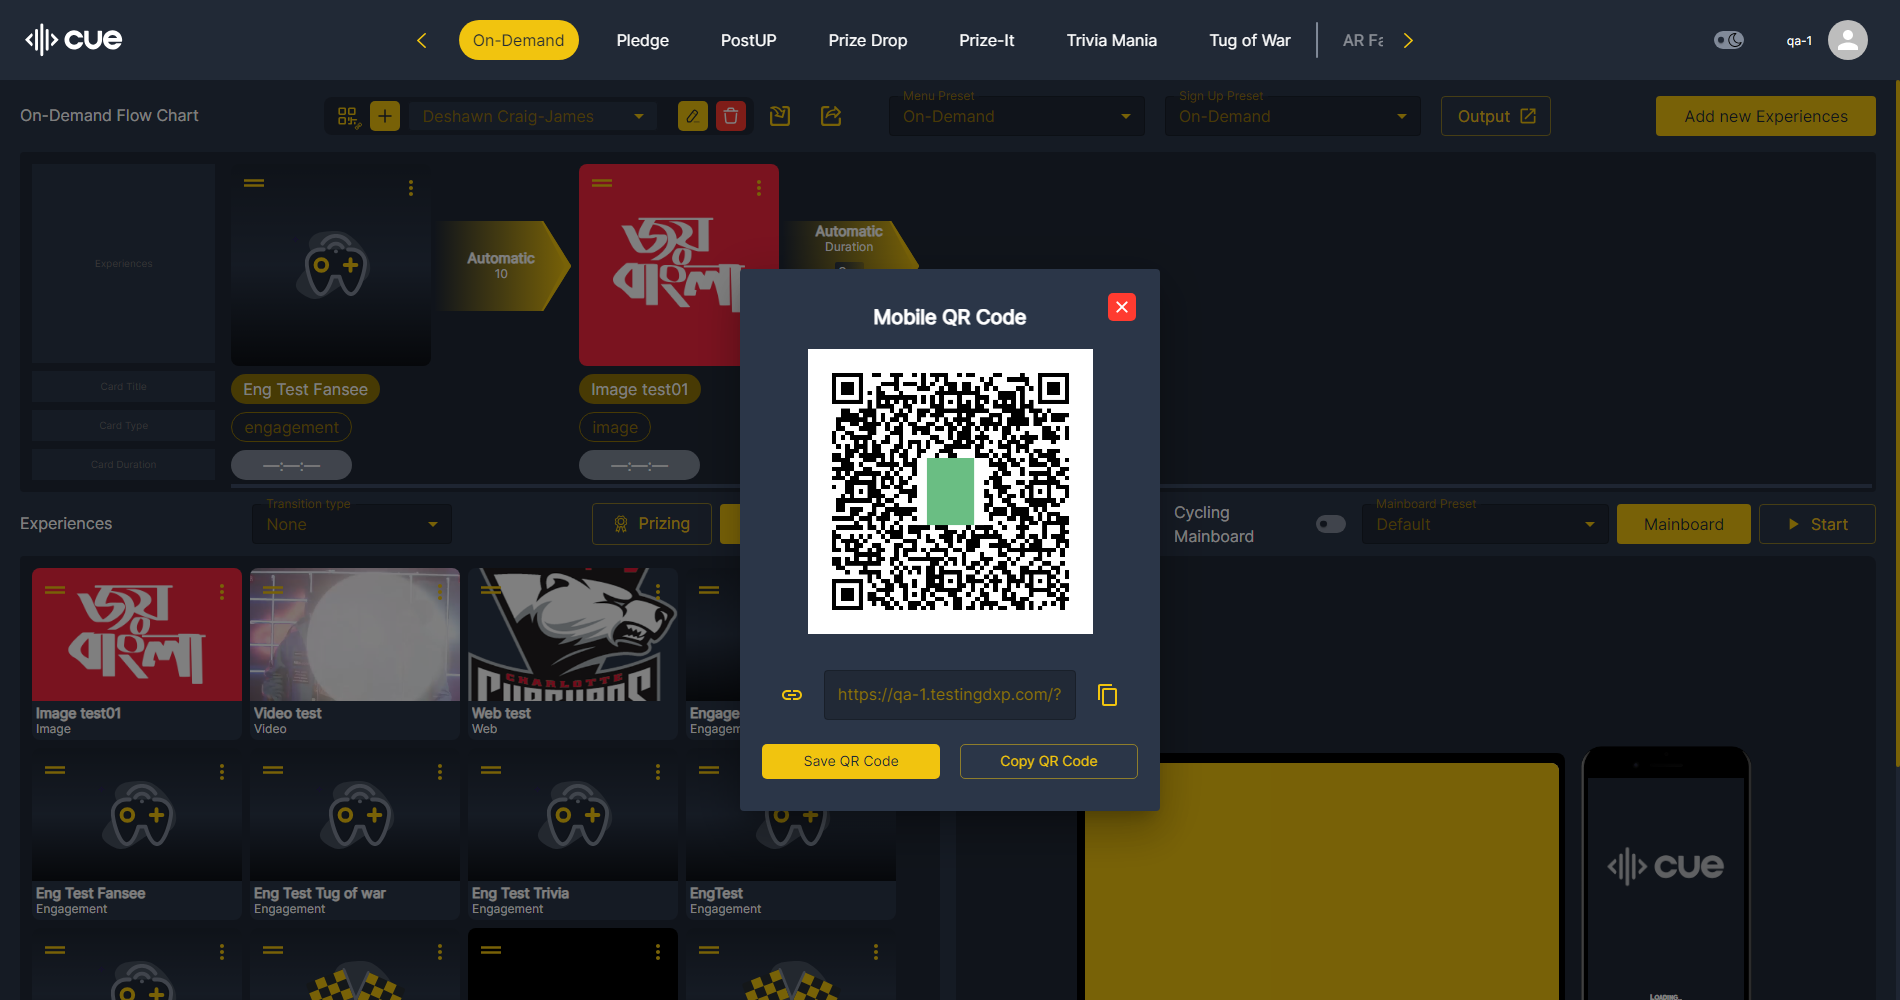 cue
On-Demand
Pledge
PostUP
Prize Drop
Prize-It
Trivia Mania
Tug of War
AR Fa
qa-1
On-Demand Flow Chart
Deshawn Craig-James
Menu Preset
On-Demand
Sign Up Preset
On-Demand
Output
Add new Experiences
Experiences
Automatic
10
জয়
বাংলা
Automatic
Duration
Card Title
Eng Test Fansee
Image test01
Card Type
engagement
image
Card Duration
—:—:—
—:—:—
Mobile QR Code
https://qa-1.testingdxp.com/?
Save QR Code
Copy QR Code
Experiences
Transition type
None
Prizing
Cycling
Mainboard
Mainboard Preset
Default
Mainboard
Start
জয়
বাংলা
CHARLOTTE
Image test01
Image
Video test
Video
Web test
Web
Engage
Engagement
Eng Test Fansee
Engagement
Eng Test Tug of war
Engagement
Eng Test Trivia
Engagement
EngTest
Engagement
cue
LOADING...